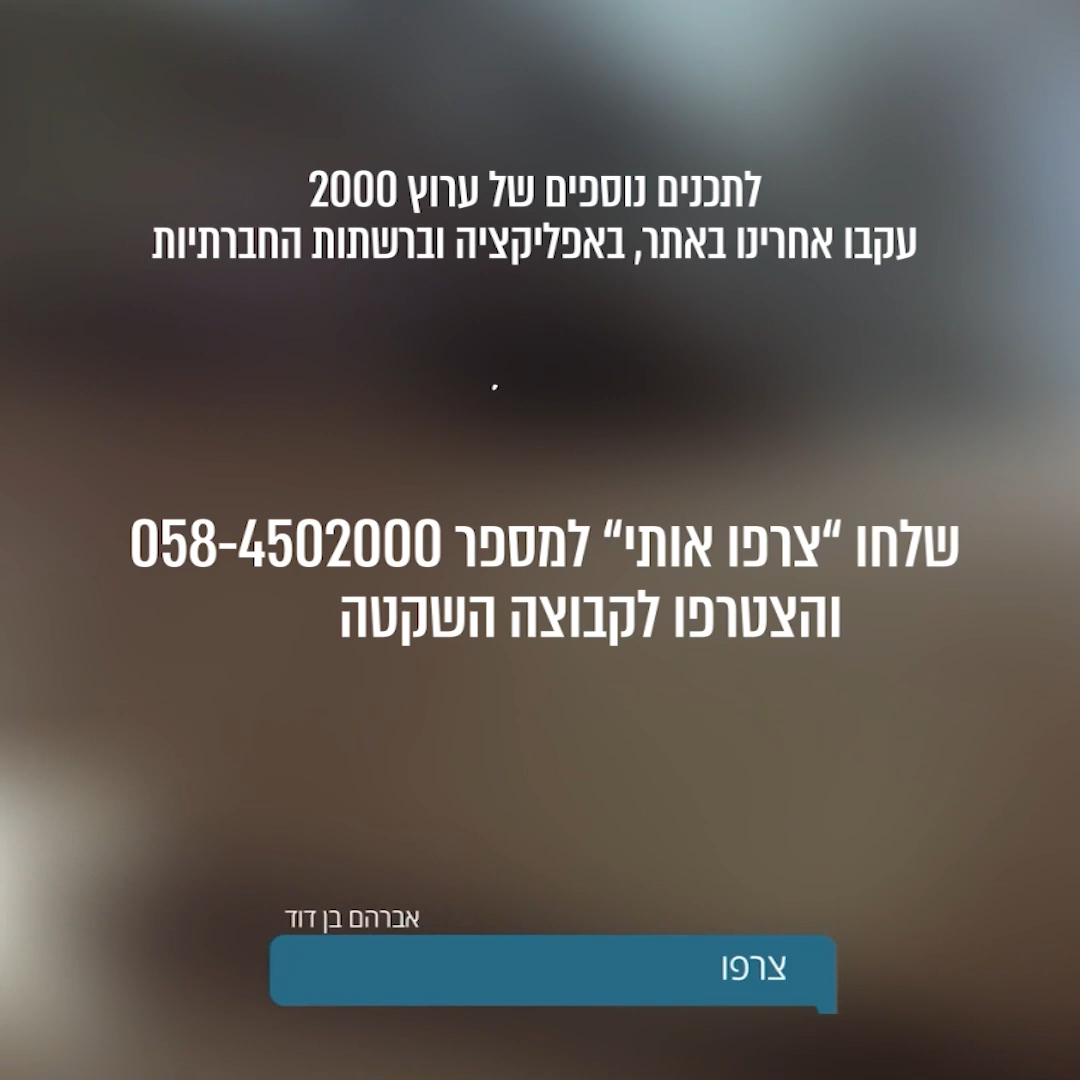 לתכנים נוספים של ערוץ 2000
עקבו אחרינו באתר, באפליקציה וברשתות החברתיות
שלחו “צרפו אותי“ למספר 058-4502000
והצטרפו לקבוצה השקטה
אברהם בן דוד
צרפו